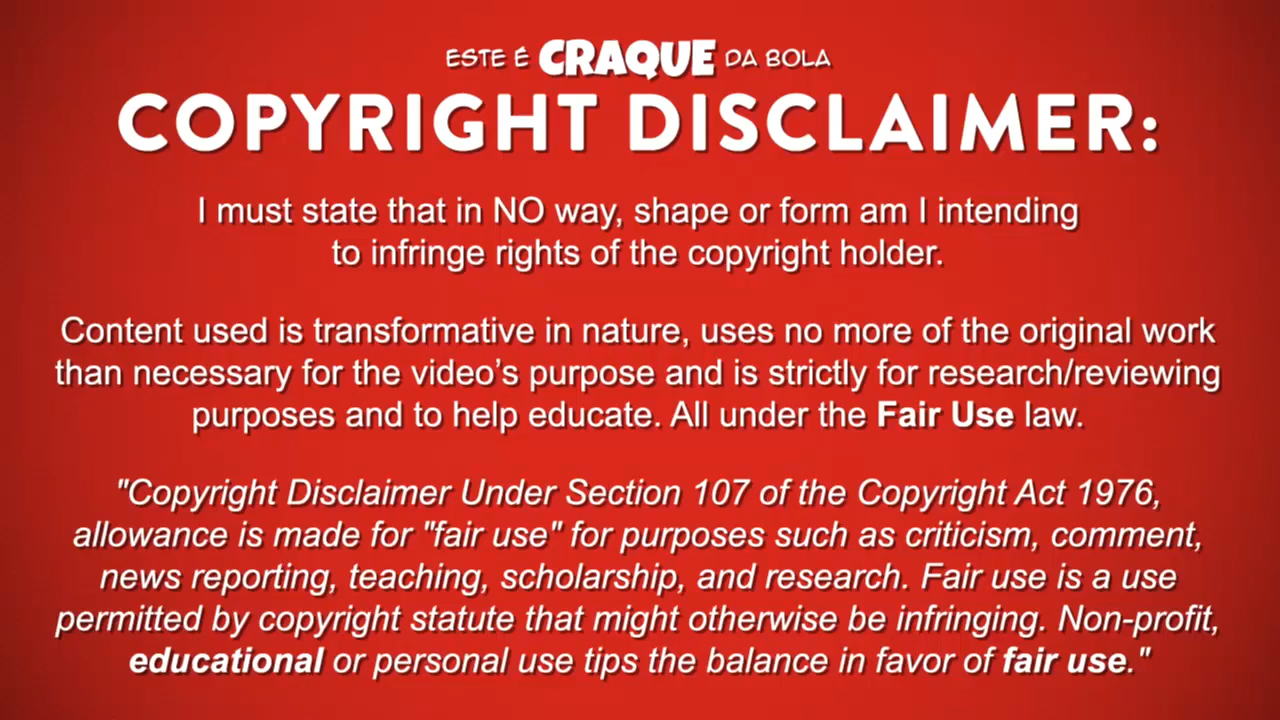 ESTE É CRAQUE DA BOLA
COPYRIGHT DISCLAIMER:
I must state that in NO way, shape or form am I intending
to infringe rights of the copyright holder.
Content used is transformative in nature, uses no more of the original work
than necessary for the video’s purpose and is strictly for research/reviewing
purposes and to help educate. All under the Fair Use law.
"Copyright Disclaimer Under Section 107 of the Copyright Act 1976,
allowance is made for "fair use" for purposes such as criticism, comment,
news reporting, teaching, scholarship, and research. Fair use is a use
permitted by copyright statute that might otherwise be infringing. Non-profit,
educational or personal use tips the balance in favor of fair use."